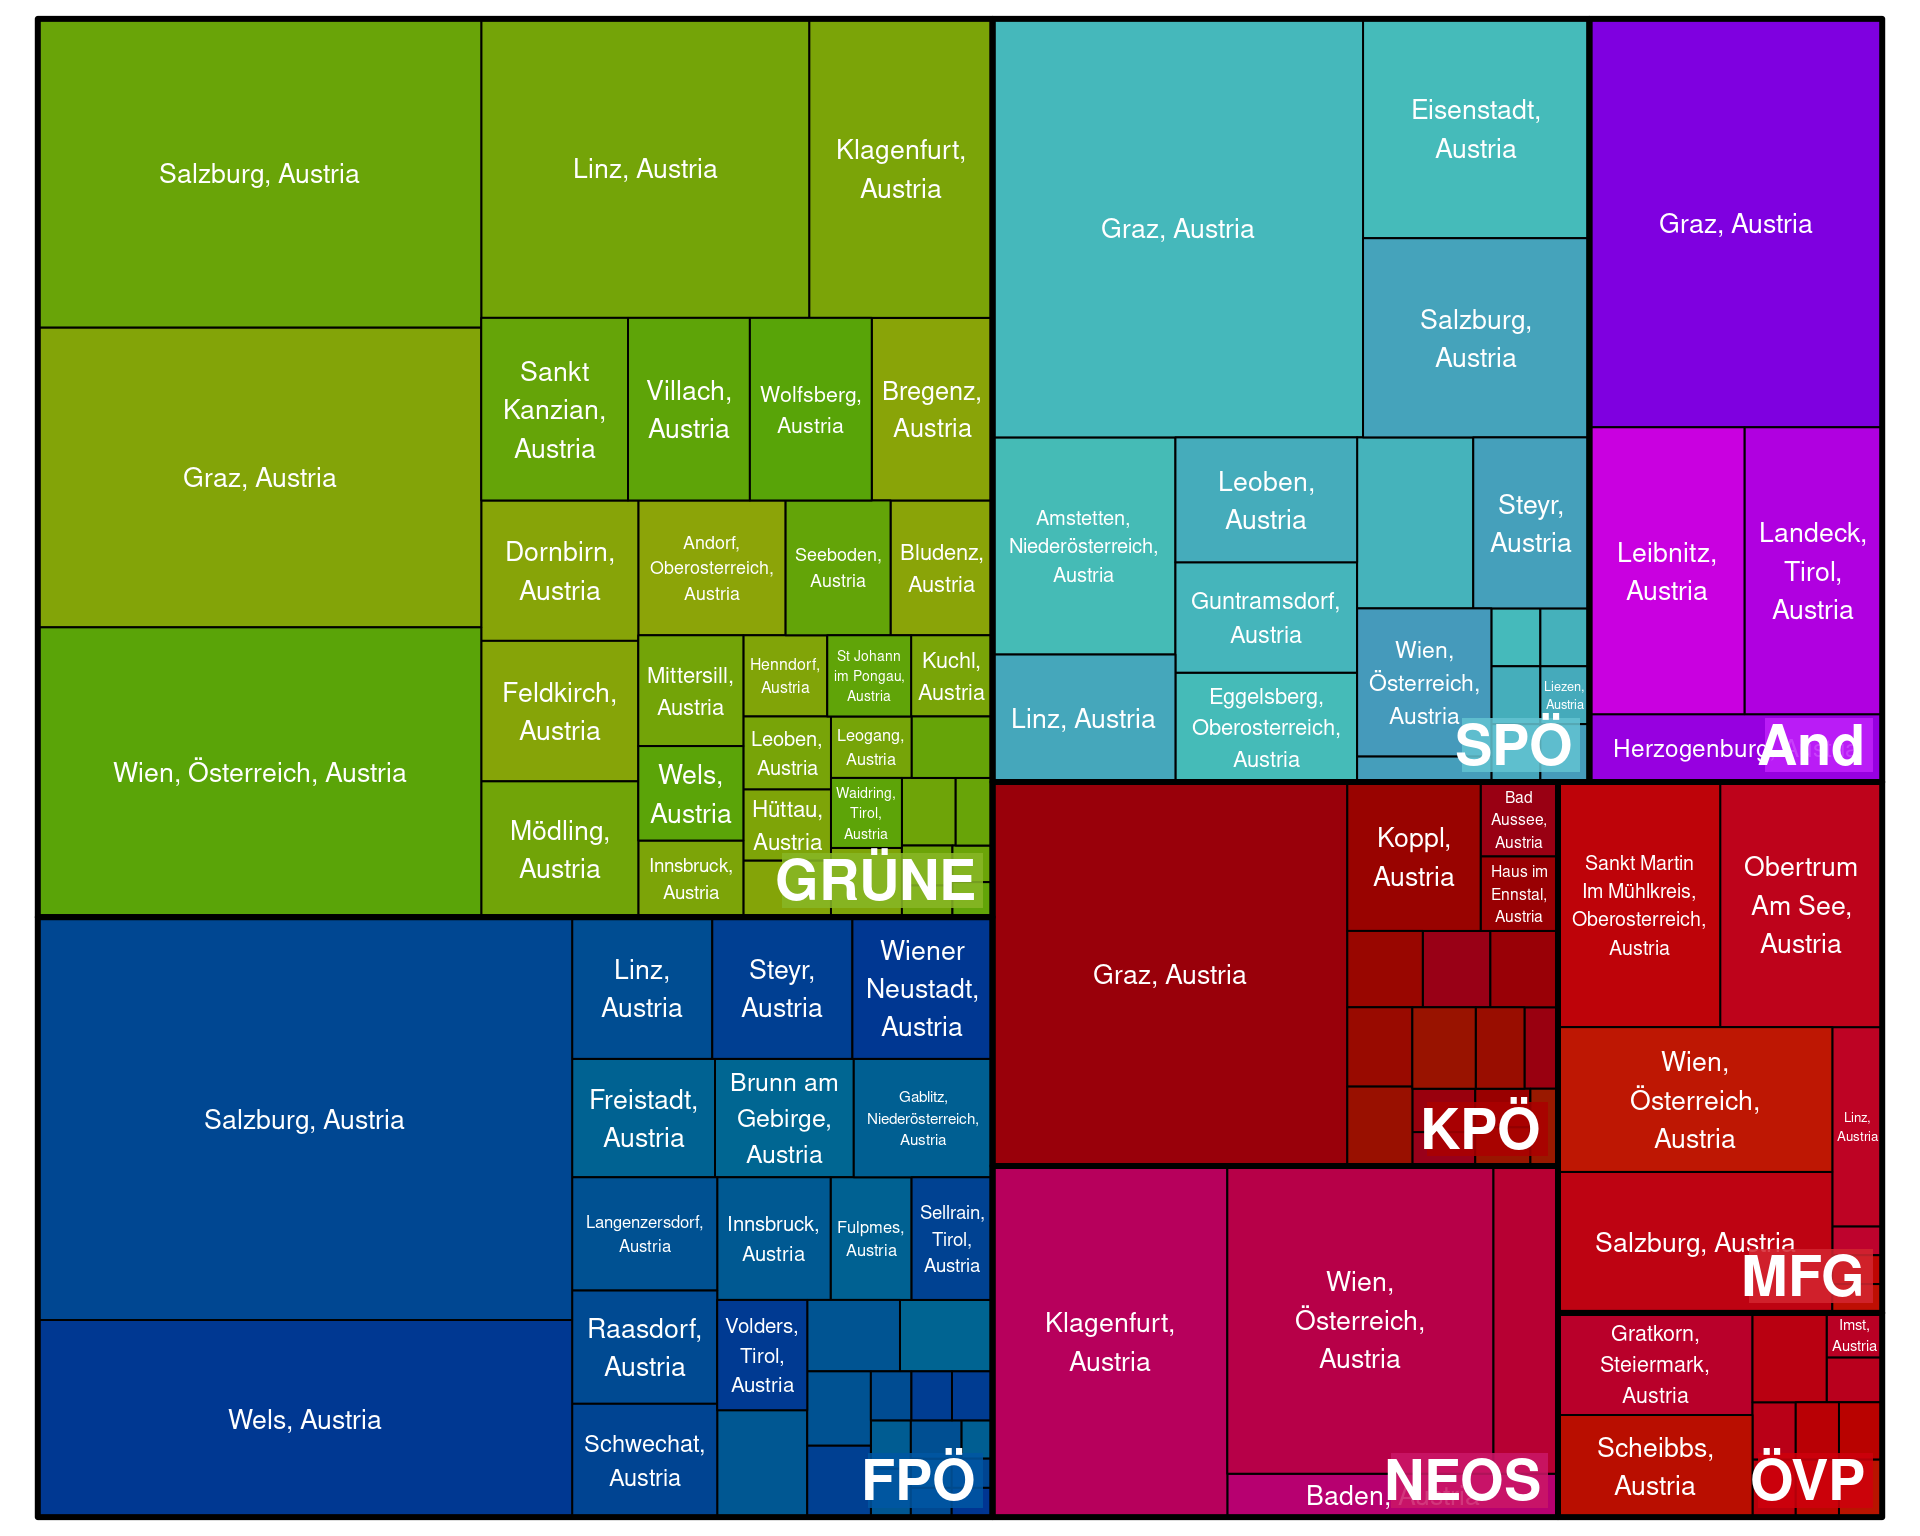 Salzburg, Austria
Linz, Austria
Klagenfurt,
Austria
Graz, Austria
Wien, Österreich, Austria
Sankt
Kanzian,
Austria
Villach,
Austria
Wolfsberg,
Austria
Bregenz,
Austria
Dornbirn,
Austria
Andorf,
Oberosterreich,
Austria
Seeboden,
Austria
Bludenz,
Austria
Feldkirch,
Austria
Mittersill,
Austria
Henndorf,
Austria
St Johann
im Pongau,
Austria
Kuchl,
Austria
Leoben,
Austria
Leogang,
Austria
Wels,
Austria
Mödling,
Austria
Hüttau,
Austria
Waidring,
Tirol,
Austria
Innsbruck,
Austria
GRÜNE
Salzburg, Austria
Wels, Austria
Linz,
Austria
Steyr,
Austria
Wiener
Neustadt,
Austria
Freistadt,
Austria
Brunn am
Gebirge,
Austria
Gablitz,
Niederösterreich,
Austria
Langenzersdorf,
Austria
Innsbruck,
Austria
Fulpmes,
Austria
Sellrain,
Tirol,
Austria
Raasdorf,
Austria
Volders,
Tirol,
Austria
Schwechat,
Austria
FPÖ
Graz, Austria
Eisenstadt,
Austria
Salzburg,
Austria
Amstetten,
Niederösterreich,
Austria
Leoben,
Austria
Steyr,
Austria
Guntramsdorf,
Austria
Linz, Austria
Eggelsberg,
Oberosterreich,
Austria
Wien,
Österreich,
Austria
Liezen,
Austria
SPÖ
Graz, Austria
Leibnitz,
Austria
Landeck,
Tirol,
Austria
Herzogenburg
And
Graz, Austria
Koppl,
Austria
Bad
Aussee,
Austria
Haus im
Ennstal,
Austria
KPÖ
Sankt Martin
Im Mühlkreis,
Oberosterreich,
Austria
Obertrum
Am See,
Austria
Wien,
Österreich,
Austria
Linz,
Austria
Salzburg, Austria
MFG
Klagenfurt,
Austria
Wien,
Österreich,
Austria
Baden, Austria
NEOS
Gratkorn,
Steiermark,
Austria
Imst,
Austria
Scheibbs,
Austria
ÖVP